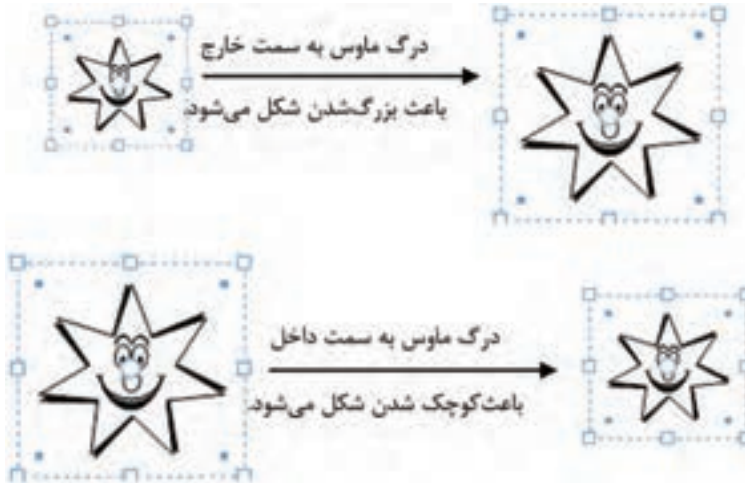 درگ ماوس به سمت خارج
باعث بزرگ‌شدن شکل می‌شود.
درگ ماوس به سمت داخل
باعث کوچک شدن شکل می‌شود.